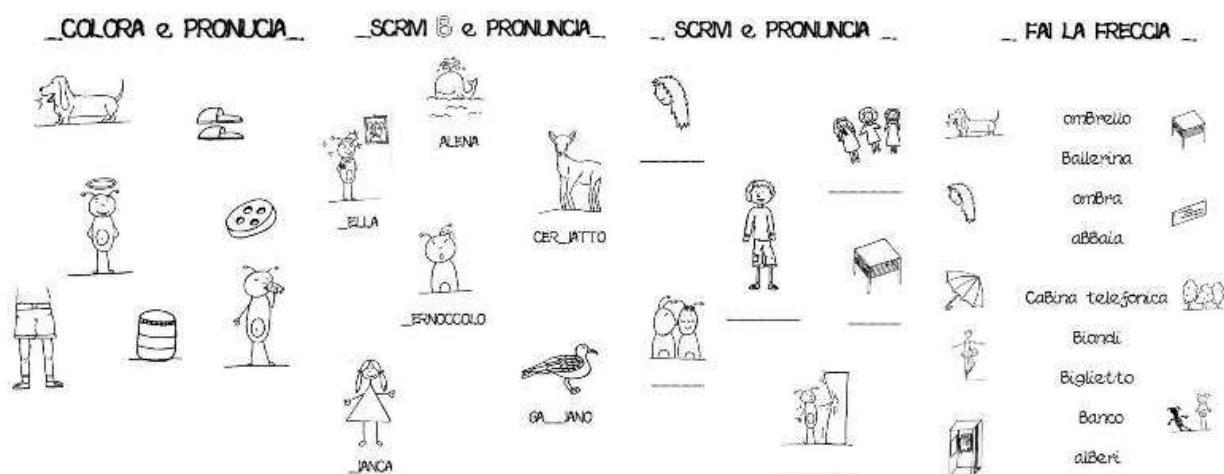 _COLORA e PRONUCIA_
_SCRIVI B e PRONUNCIA_
_ALENA
_ELLA
CER_IATTO
_ERNOCCOLO
GA__IANO
_IANCA
_ SCRIVI e PRONUNCIA _
_ FAI LA FRECCIA _
omBrello
Ballerina
omBra
aBBaia
CaBina telefonica
Biondi
Biglietto
Banco
alBeri